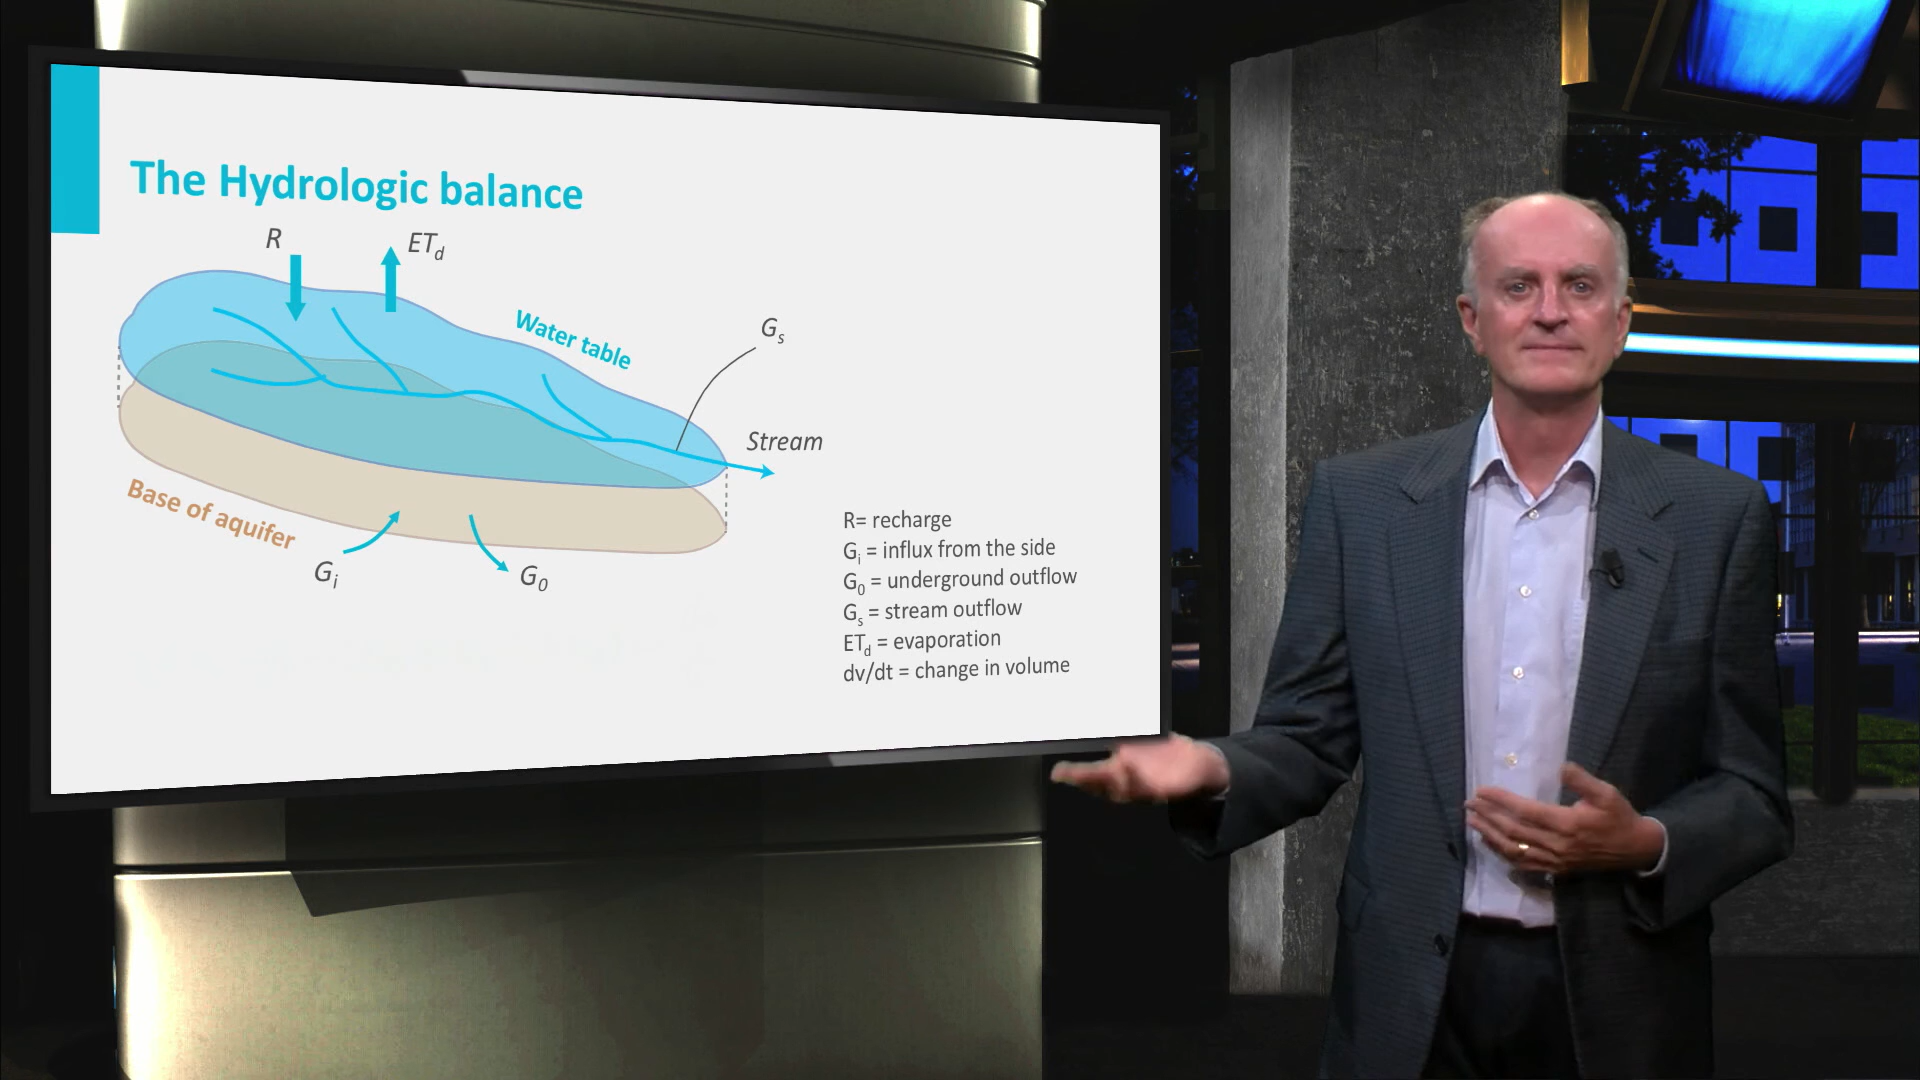 The Hydrologic balance
R
ETd
Water table
Gs
Stream
Base of aquifer
Gi
G0
R= recharge
Gi = influx from the side
G0 = underground outflow
Gs = stream outflow
ETd = evaporation
dv/dt = change in volume